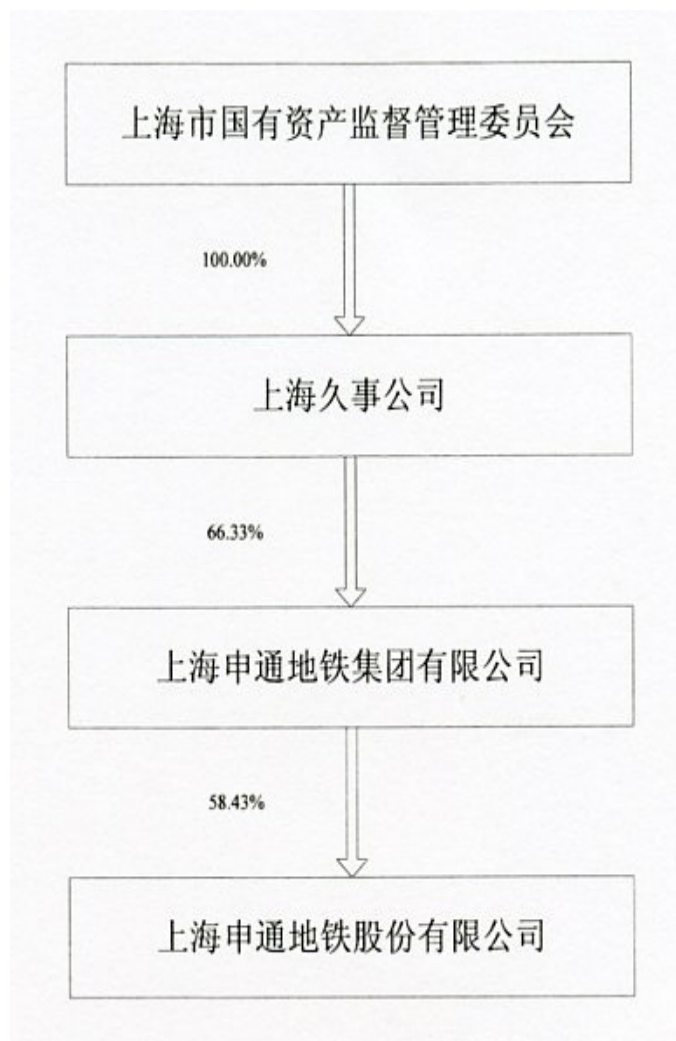 上海市国有资产监督管理委员会
100.00%
上海久事公司
66.33%
上海申通地铁集团有限公司
58.43%
上海申通地铁股份有限公司